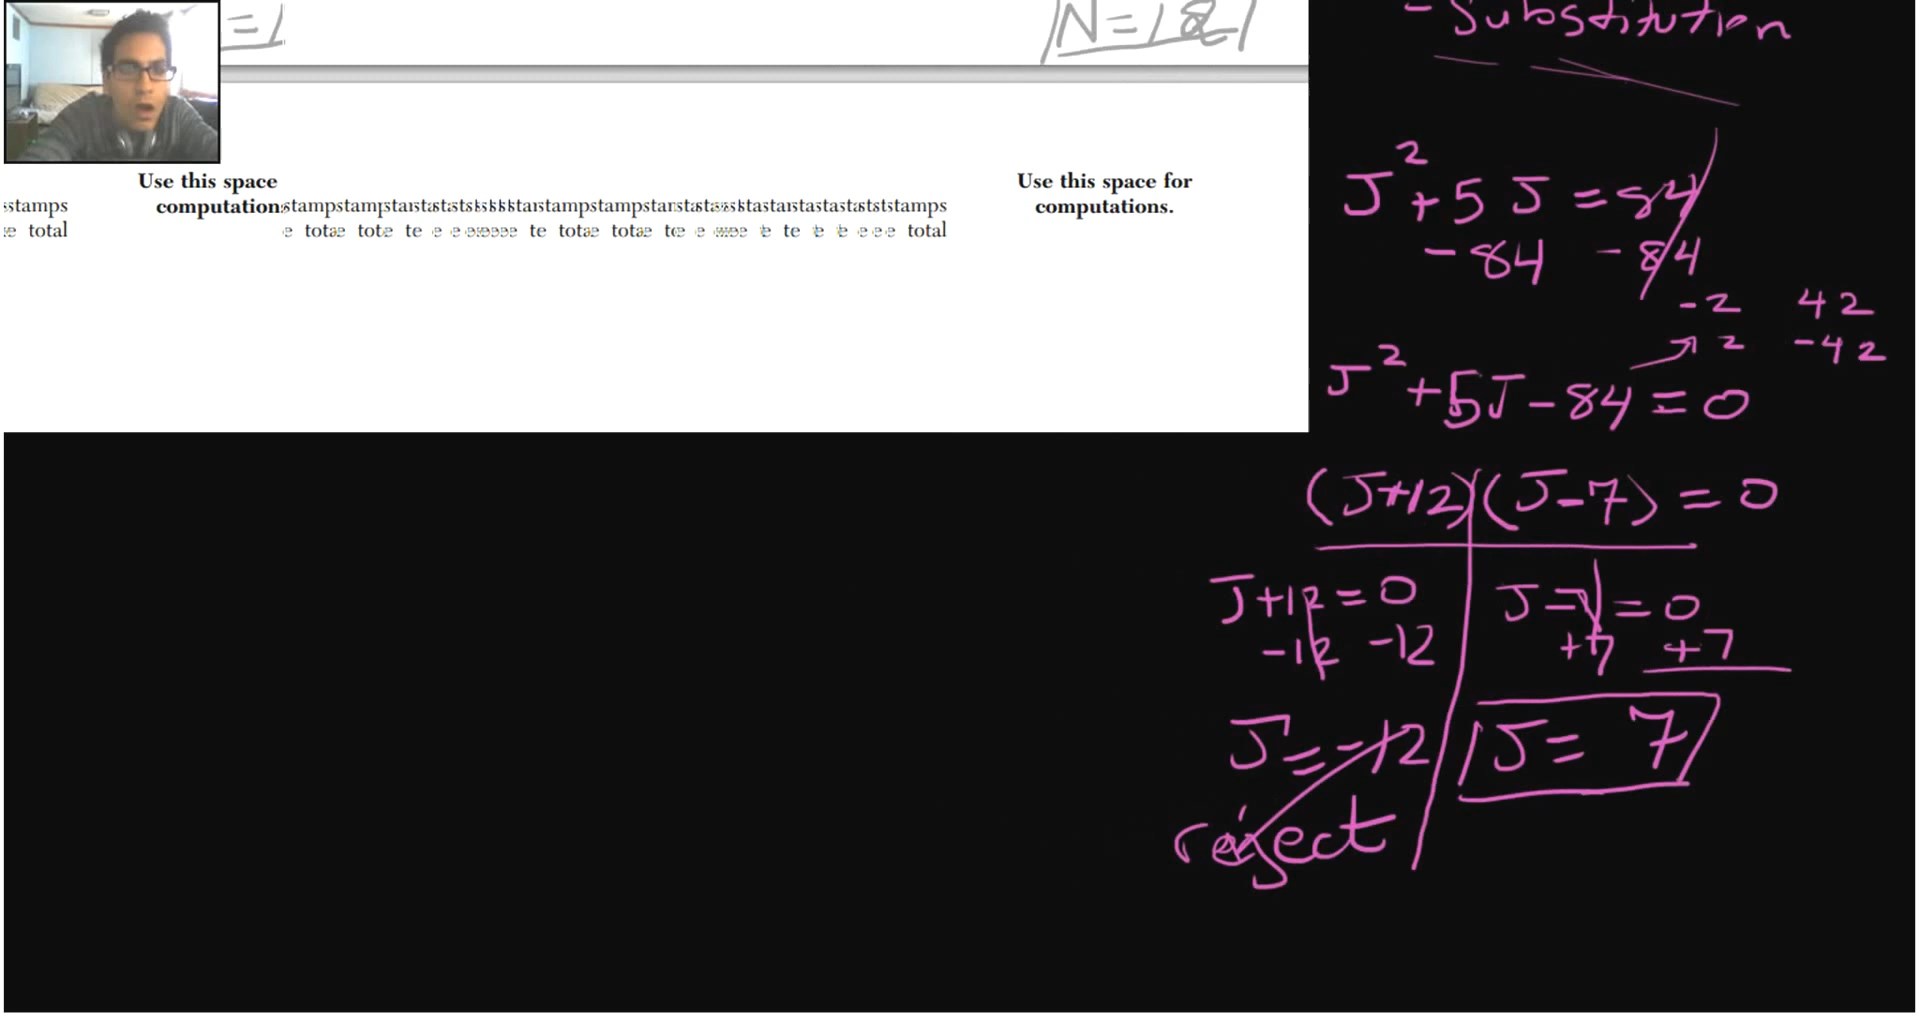 =1
N=181
- Substitution
Use this space
computation
Use this space for
computations.
stamps
total
J²+5J=84
-84 -84
-2 42
2 -42
J²+5J-84=0
(J+12)(J-7)=0
J+12=0
-12 -12
J-7=0
+7 +7
J=-12
J=7
reject